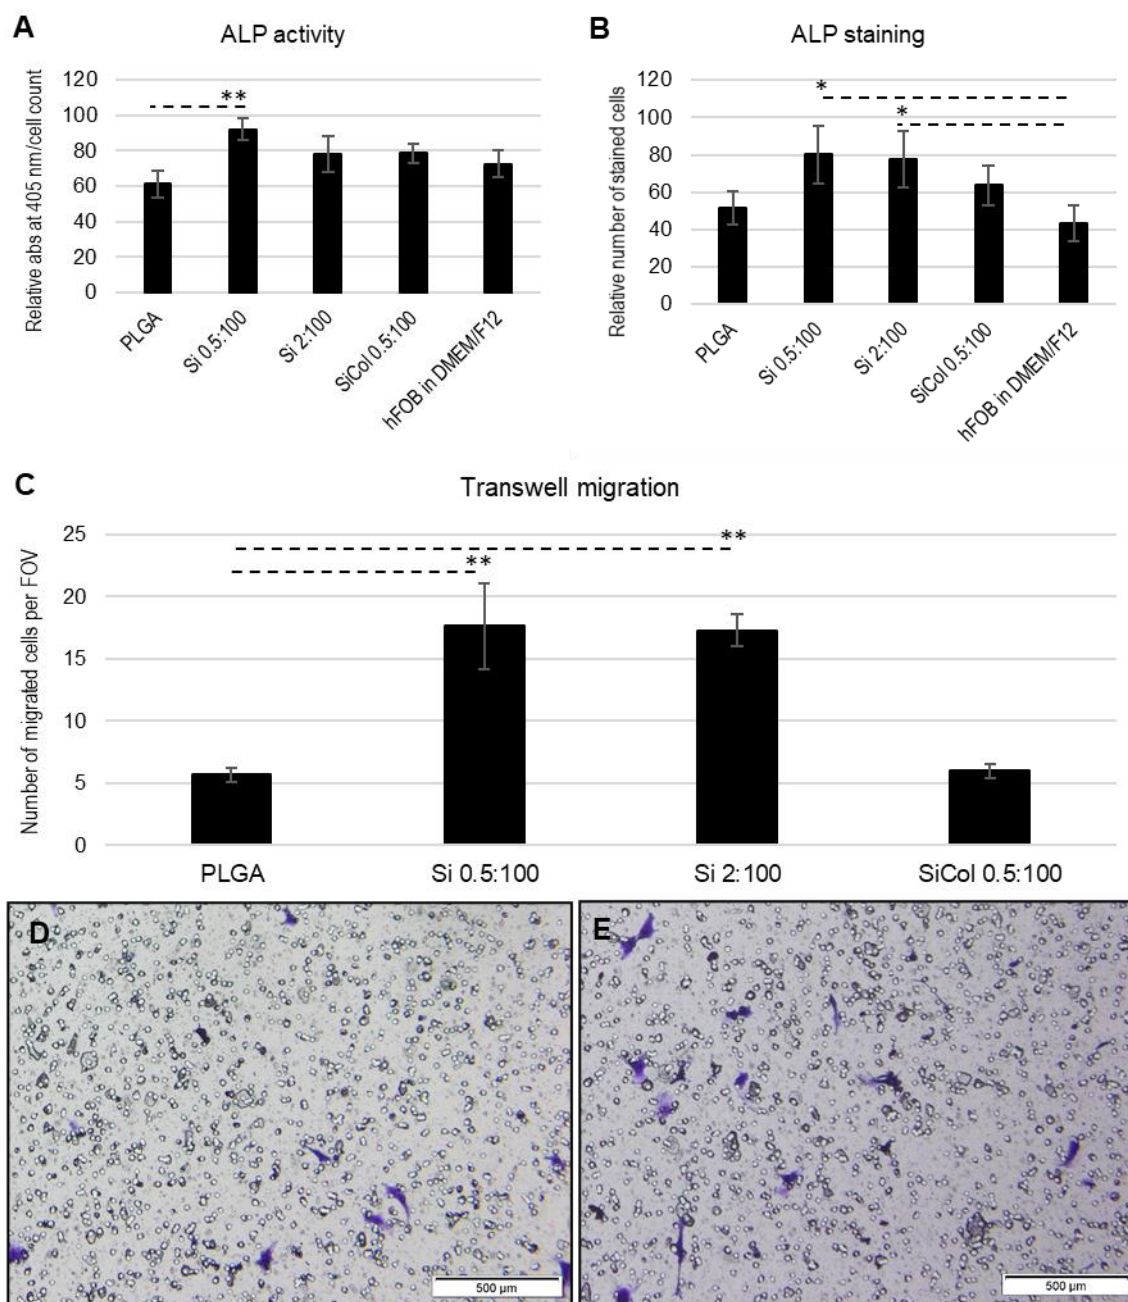 A
ALP activity
Relative abs at 405 nm/cell count
120
100
80
60
40
20
0
**
PLGA
Si 0.5:100
Si 2:100
SiCol 0.5:100
hFOB in DMEM/F12
B
ALP staining
Relative number of stained cells
120
100
80
60
40
20
0
*
*
PLGA
Si 0.5:100
Si 2:100
SiCol 0.5:100
hFOB in DMEM/F12
C
Transwell migration
Number of migrated cells per FOV
25
20
15
10
5
0
**
**
PLGA
Si 0.5:100
Si 2:100
SiCol 0.5:100
D
500 µm
E
500 µm